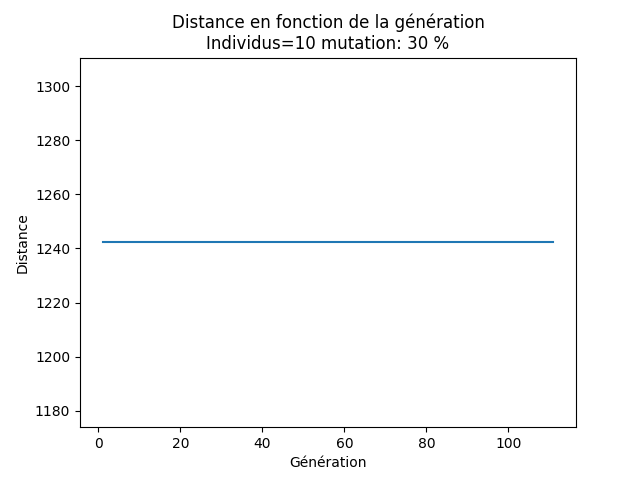 Distance en fonction de la génération
Individus=10 mutation: 30 %
1300
1280
1260
1240
1220
1200
1180
Distance
0 20 40 60 80 100
Génération